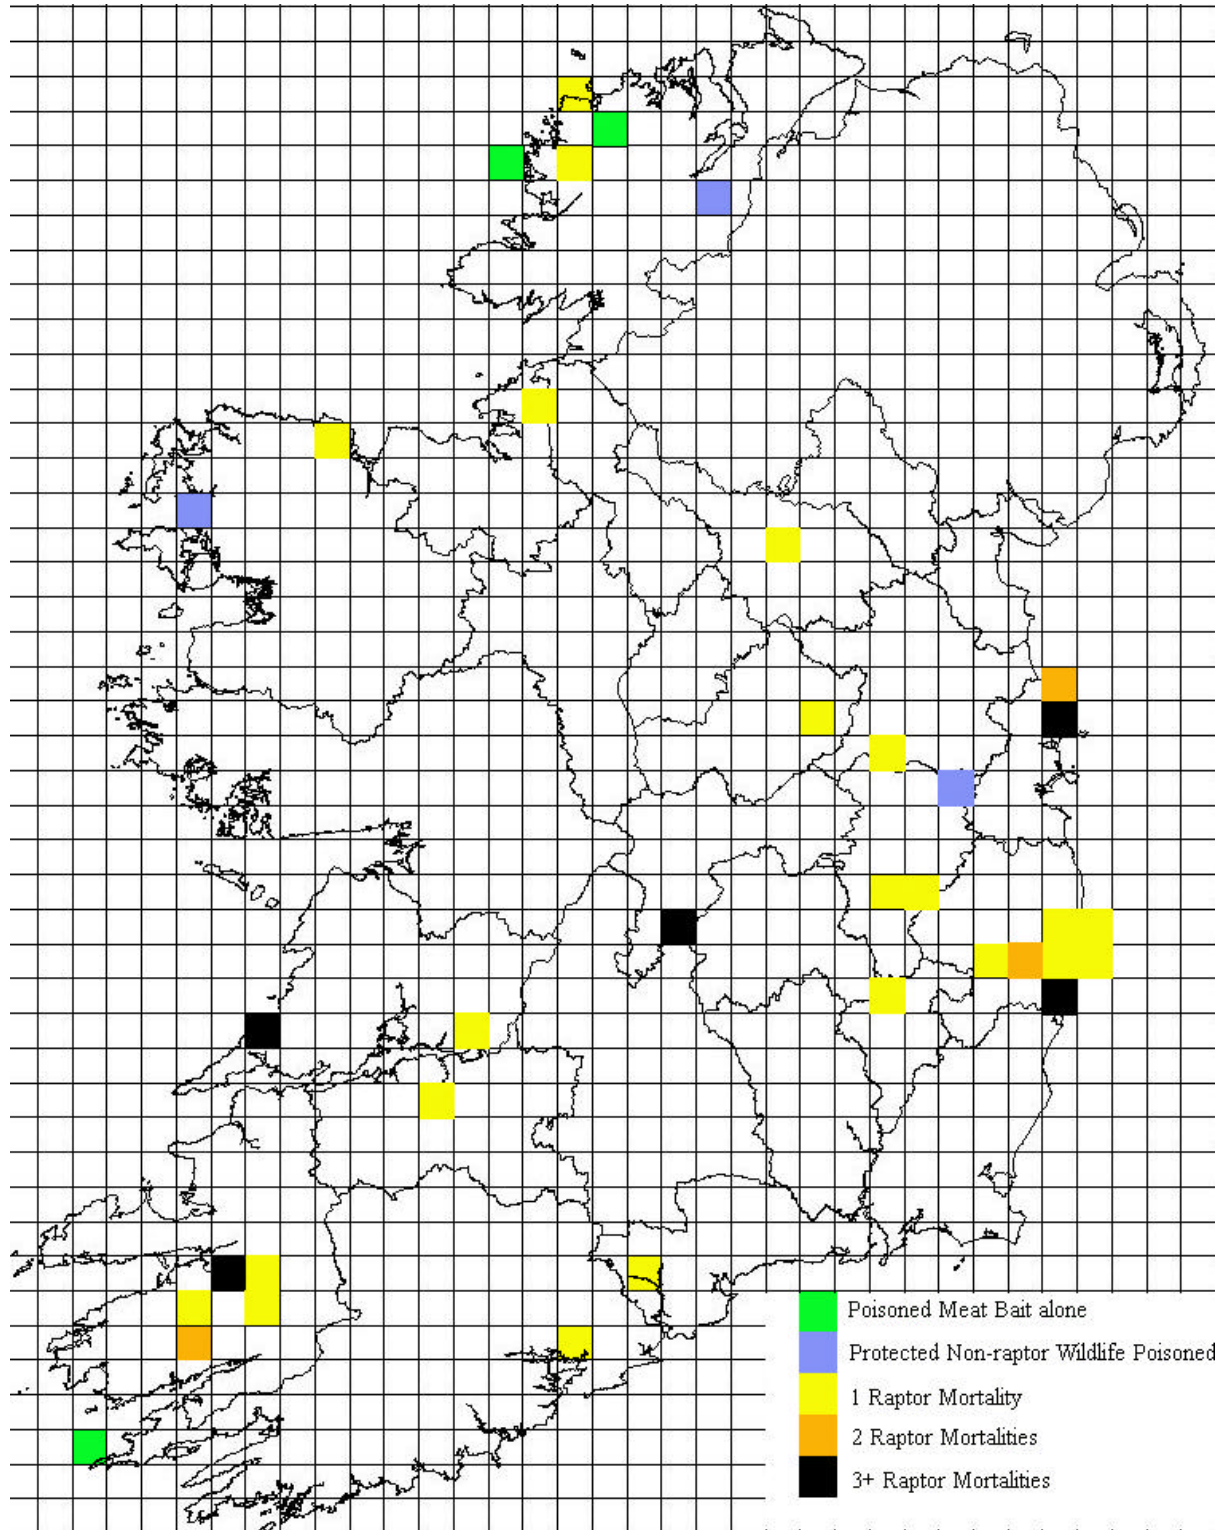 Poisoned Meat Bait alone
Protected Non-raptor Wildlife Poisoned
1 Raptor Mortality
2 Raptor Mortalities
3+ Raptor Mortalities